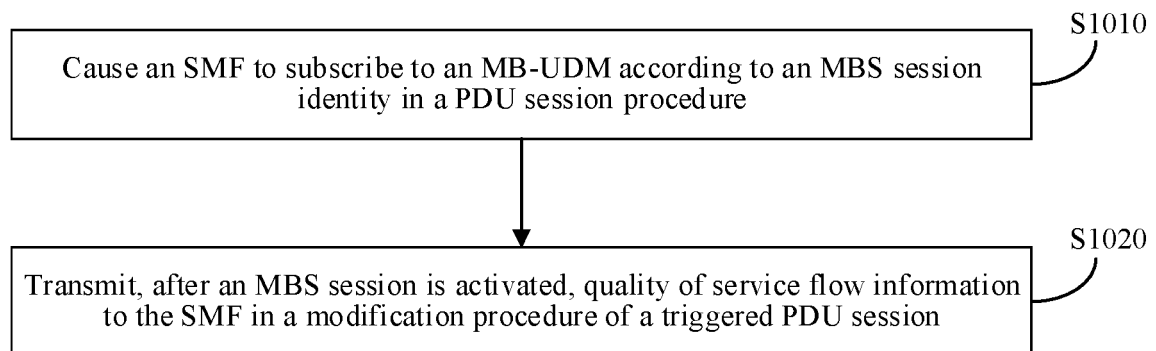 S1010
Cause an SMF to subscribe to an MB-UDM according to an MBS session
identity in a PDU session procedure
S1020
Transmit, after an MBS session is activated, quality of service flow information
to the SMF in a modification procedure of a triggered PDU session